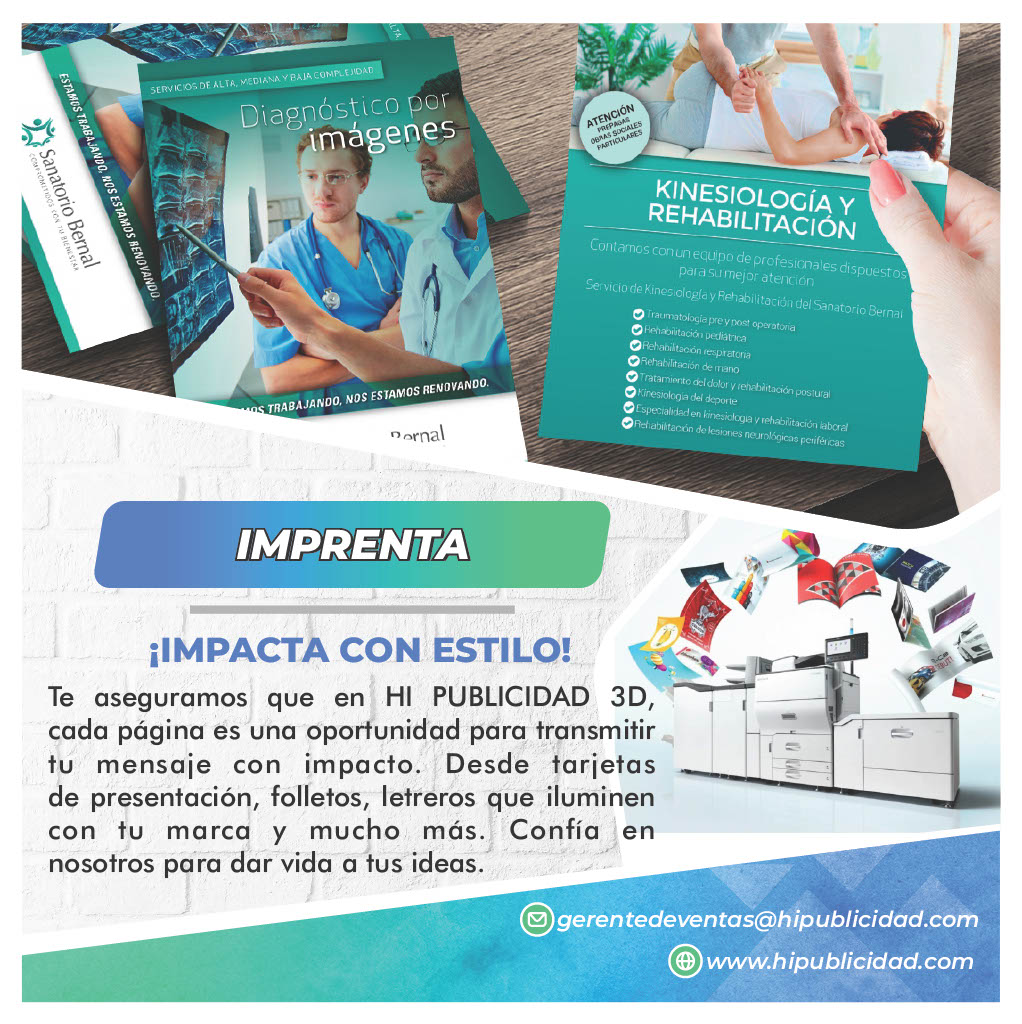 ESTAMOS TRABAJANDO, NOS ESTAMOS RENOVANDO.
Sanatorio Bernal
COMPROMETIDOS CON TU BIENESTAR
SERVICIOS DE ALTA, MEDIANA Y BAJA COMPLEJIDAD
Diagnóstico por
imágenes
TRABAJANDO, NOS ESTAMOS RENOVANDO.
Bernal
ATENCIÓN
PREPAGAS
OBRAS SOCIALES
PARTICULARES
KINESIOLOGÍA Y
REHABILITACIÓN
Contamos con un equipo de profesionales dispuestos
para su mejor atención
Servicio de Kinesiología y Rehabilitación del Sanatorio Bernal
Traumatología pre y post operatoria
Rehabilitación pediátrica
Rehabilitación respiratoria
Rehabilitación de mano
Tratamiento del dolor y rehabilitación postural
Kinesiología del deporte
Especialidad en kinesiología y rehabilitación laboral
Rehabilitación de lesiones neurológicas periféricas
IMPRENTA
¡IMPACTA CON ESTILO!
Te aseguramos que en HI PUBLICIDAD 3D,
cada página es una oportunidad para transmitir
tu mensaje con impacto. Desde tarjetas
de presentación, folletos, letreros que iluminen
con tu marca y mucho más. Confía en
nosotros para dar vida a tus ideas.
gerentedeventas@hipublicidad.com
www.hipublicidad.com